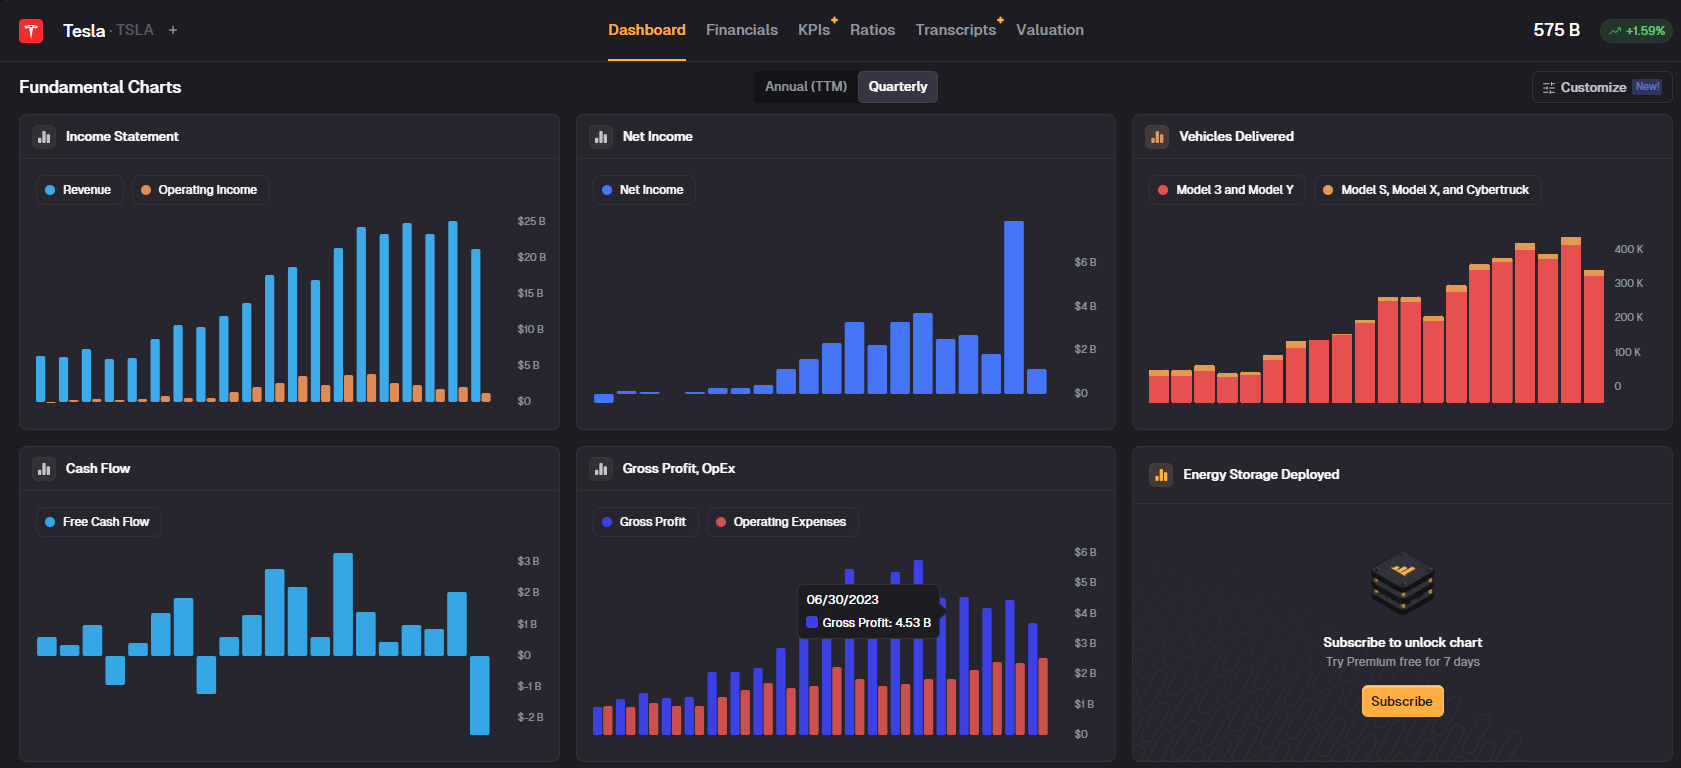 Tesla · TSLA +
Dashboard Financials KPIs Ratios Transcripts Valuation
575 B +1.59%
Fundamental Charts
Annual (TTM) Quarterly
Customize New!
Income Statement
Revenue Operating Income
$25 B
$20 B
$15 B
$10 B
$5 B
$0
Net Income
Net Income
$6 B
$4 B
$2 B
$0
Vehicles Delivered
Model 3 and Model Y Model S, Model X, and Cybertruck
400 K
300 K
200 K
100 K
0
Cash Flow
Free Cash Flow
$3 B
$2 B
$1 B
$0
$-1 B
$-2 B
Gross Profit, OpEx
Gross Profit Operating Expenses
$6 B
$5 B
$4 B
$3 B
$2 B
$1 B
$0
06/30/2023
Gross Profit: 4.53 B
Energy Storage Deployed
Subscribe to unlock chart
Try Premium free for 7 days
Subscribe